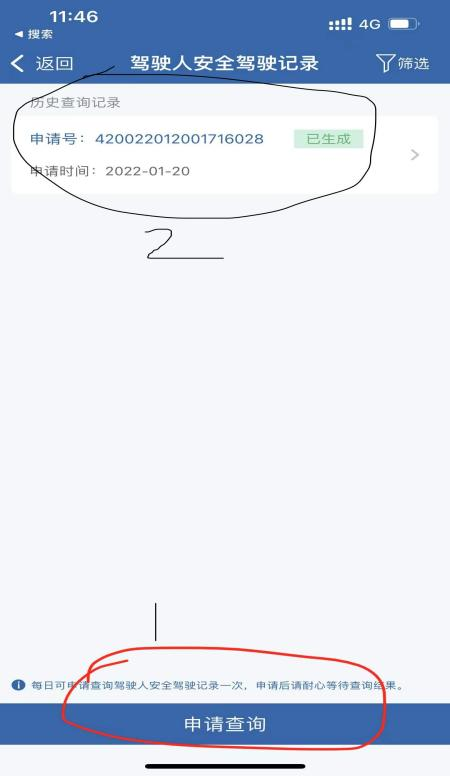 11:46
4G
◀ 搜索
返回 驾驶人安全驾驶记录 筛选
历史查询记录
申请号：420022012001716028 已生成
申请时间：2022-01-20
2
1
每日可申请查询驾驶人安全驾驶记录一次，申请后请耐心等待查询结果。
申请查询